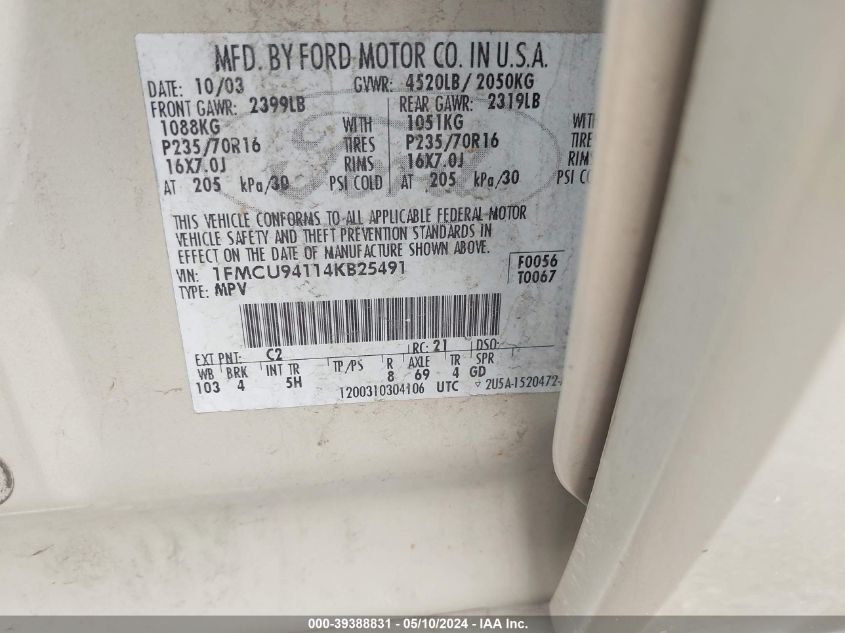 MFD. BY FORD MOTOR CO. IN U.S.A.
DATE: 10/03 GVWR: 4520LB/ 2050KG
FRONT GAWR: 2399LB REAR GAWR: 2319LB
1088KG WITH 1051KG WITH
P235/70R16 TIRES P235/70R16
16X7.0J RIMS 16X7.0J RIMS
AT 205 kPa/30 PSI COLD AT 205 kPa/30 PSI
THIS VEHICLE CONFORMS TO ALL APPLICABLE FEDERAL MOTOR
VEHICLE SAFETY AND THEFT PREVENTION STANDARDS IN
EFFECT ON THE DATE OF MANUFACTURE SHOWN ABOVE.
VIN: 1FMCU94114KB25491 F0056
TYPE: MPV T0067
EXT PNT: C2 RC: 21 DSO:
WB BRK INT TR TP/PS R AXLE TR SPR
103 4 5H 8 69 4 GD
1200310304106 UTC ▽ 2U5A-1520472-
000-39388831 - 05/10/2024 - IAA Inc.